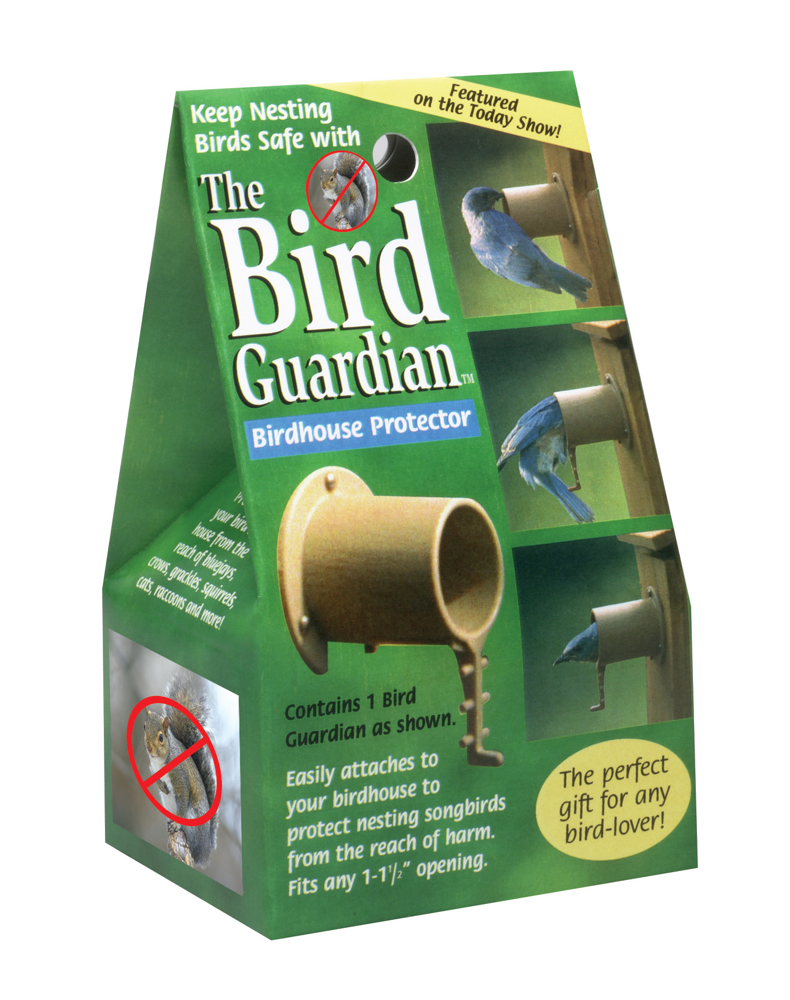 Featured
on the Today Show!
Keep Nesting
Birds Safe with
The
Bird
Guardian™
Birdhouse Protector
your
house from the
reach of bluejays,
crows, grackles, squirrels,
cats, raccoons and more!
Contains 1 Bird
Guardian as shown.
Easily attaches to
your birdhouse to
protect nesting songbirds
from the reach of harm.
Fits any 1-1½" opening.
The perfect
gift for any
bird-lover!